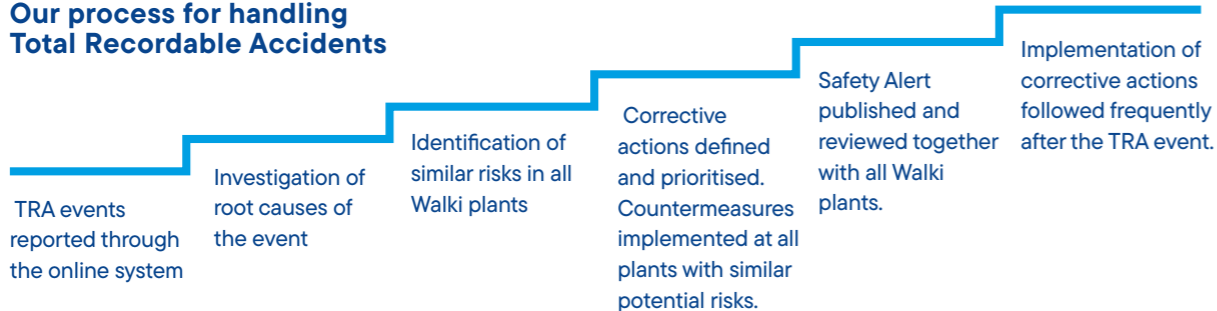 Our process for handling
Total Recordable Accidents
TRA events
reported through
the online system
Investigation of
root causes of
the event
Identification of
similar risks in all
Walki plants
Corrective
actions defined
and prioritised.
Countermeasures
implemented at all
plants with similar
potential risks.
Safety Alert
published and
reviewed together
with all Walki
plants.
Implementation of
corrective actions
followed frequently
after the TRA event.